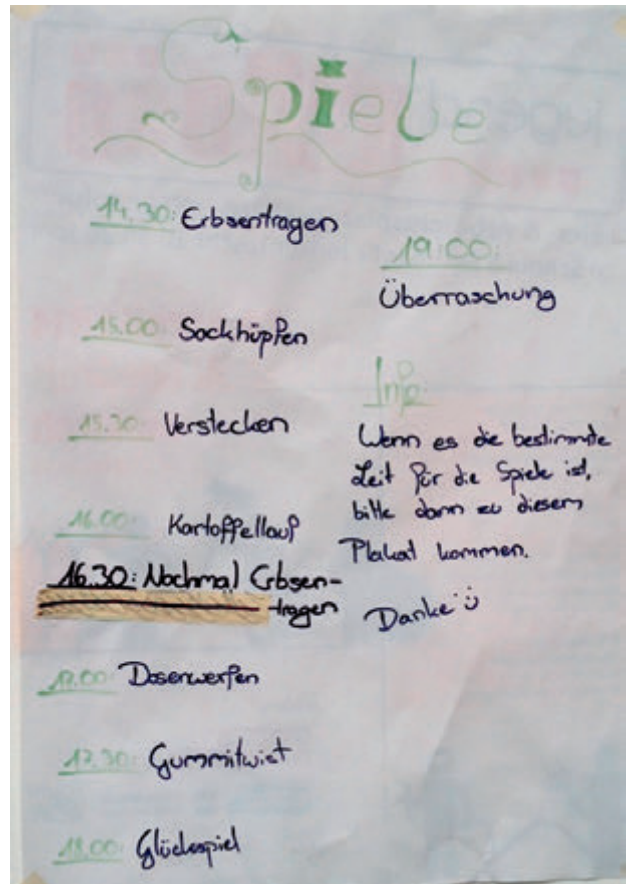 Spiele
14.30: Erbsentragen
15.00: Sackhüpfen
15.30: Verstecken
16.00: Kartoffellauf
16.30: Nochmal Erbsen-
-tragen
17.00: Dosenwerfen
17.30: Gummitwist
18.00: Glückspiel
19:00:
Überraschung
Info:
Wenn es die bestimmte
Zeit für die Spiele ist,
bitte dann zu diesem
Plakat kommen.
Danke ü